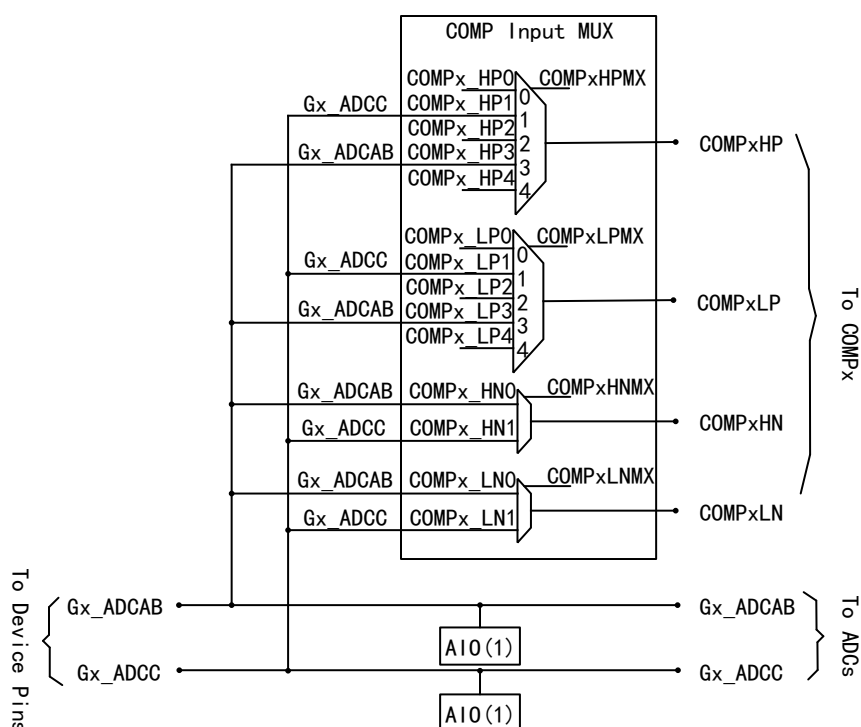 COMP Input MUX
COMPx_HP0 COMPxHPMX
0
Gx_ADCC COMPx_HP1
1
COMPx_HP2
2
COMPxHP
Gx_ADCAB COMPx_HP3
3
COMPx_HP4
4
COMPx_LP0 COMPxLPMX
0
Gx_ADCC COMPx_LP1
1
COMPx_LP2
2
COMPxLP
Gx_ADCAB COMPx_LP3
3
COMPx_LP4
4
To COMPx
Gx_ADCAB COMPx_HN0 COMPxHNMX
Gx_ADCC COMPx_HN1 COMPxHN
Gx_ADCAB COMPx_LN0 COMPxLNMX
Gx_ADCC COMPx_LN1 COMPxLN
To Device Pins
Gx_ADCAB Gx_ADCAB
AIO(1)
Gx_ADCC Gx_ADCC
AIO(1)
To ADCs